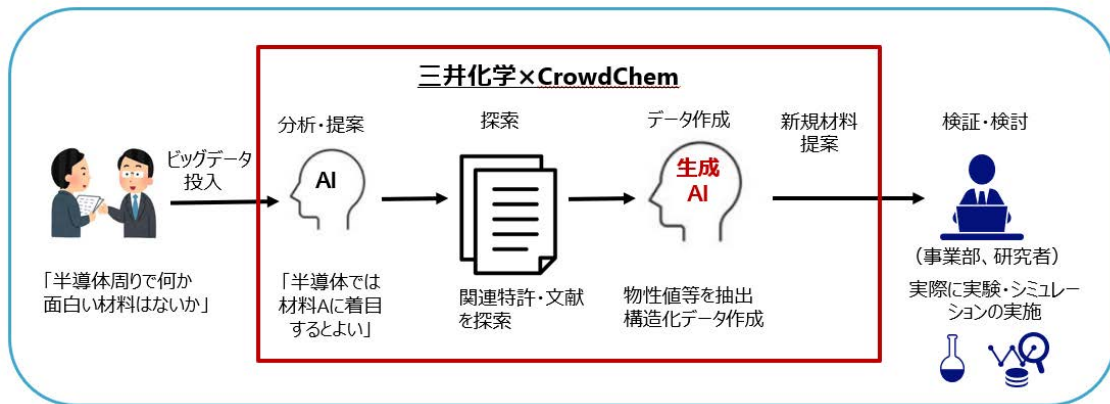 三井化学×CrowdChem
ビッグデータ
投入
「半導体周りで何か
面白い材料はないか」
分析・提案
AI
「半導体では
材料Aに着目
するとよい」
探索
関連特許・文献
を探索
データ作成
生成
AI
物性値等を抽出
構造化データ作成
新規材料
提案
検証・検討
（事業部、研究者）
実際に実験・シミュレー
ションの実施